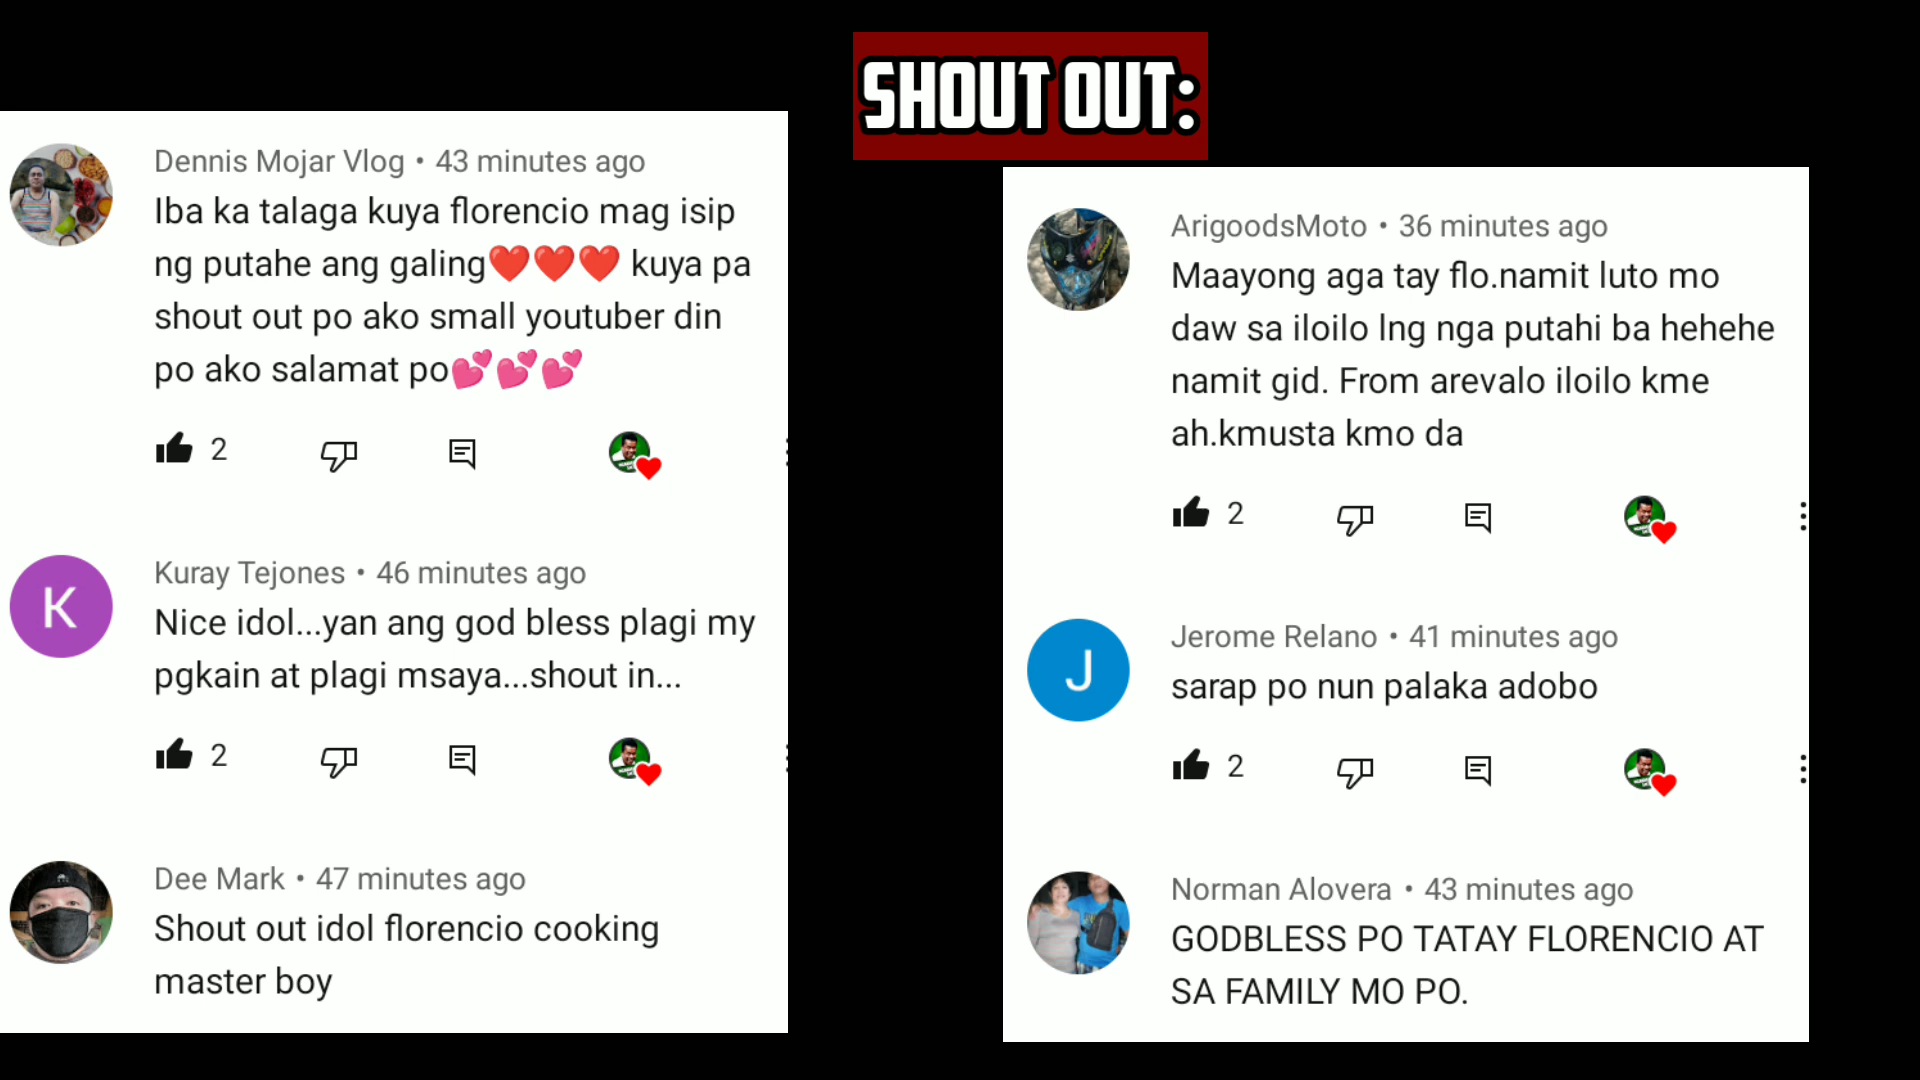 SHOUT OUT:
Dennis Mojar Vlog • 43 minutes ago
Iba ka talaga kuya florencio mag isip
ng putahe ang galing❤️❤️❤️ kuya pa
shout out po ako small youtuber din
po ako salamat po💕💕💕
2
K
Kuray Tejones • 46 minutes ago
Nice idol...yan ang god bless plagi my
pgkain at plagi msaya...shout in...
2
Dee Mark • 47 minutes ago
Shout out idol florencio cooking
master boy
ArigoodsMoto • 36 minutes ago
Maayong aga tay flo.namit luto mo
daw sa iloilo lng nga putahi ba hehehe
namit gid. From arevalo iloilo kme
ah.kmusta kmo da
2
J
Jerome Relano • 41 minutes ago
sarap po nun palaka adobo
2
Norman Alovera • 43 minutes ago
GODBLESS PO TATAY FLORENCIO AT
SA FAMILY MO PO.